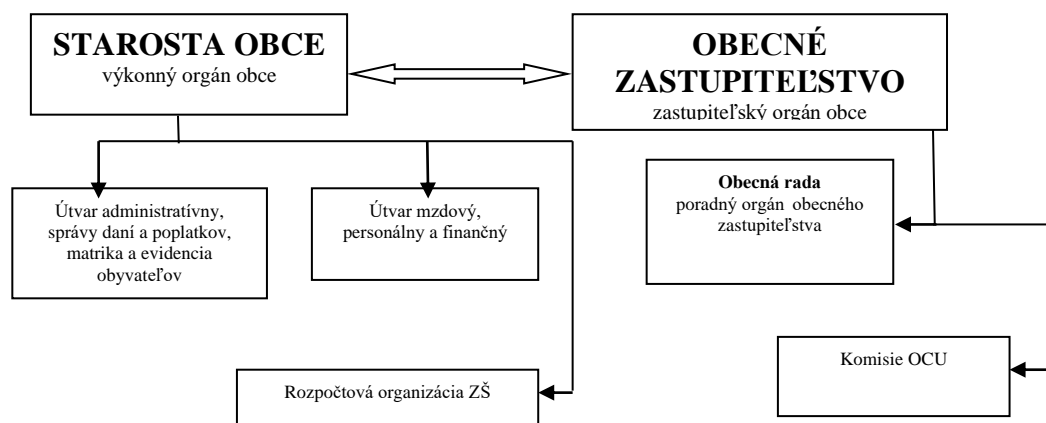 STAROSTA OBCE
výkonný orgán obce
OBECNÉ
ZASTUPITEĽSTVO
zastupiteľský orgán obce
Útvar administratívny,
správy daní a poplatkov,
matrika a evidencia
obyvateľov
Útvar mzdový,
personálny a finančný
Obecná rada
poradný orgán obecného
zastupiteľstva
Rozpočtová organizácia ZŠ
Komisie OCU